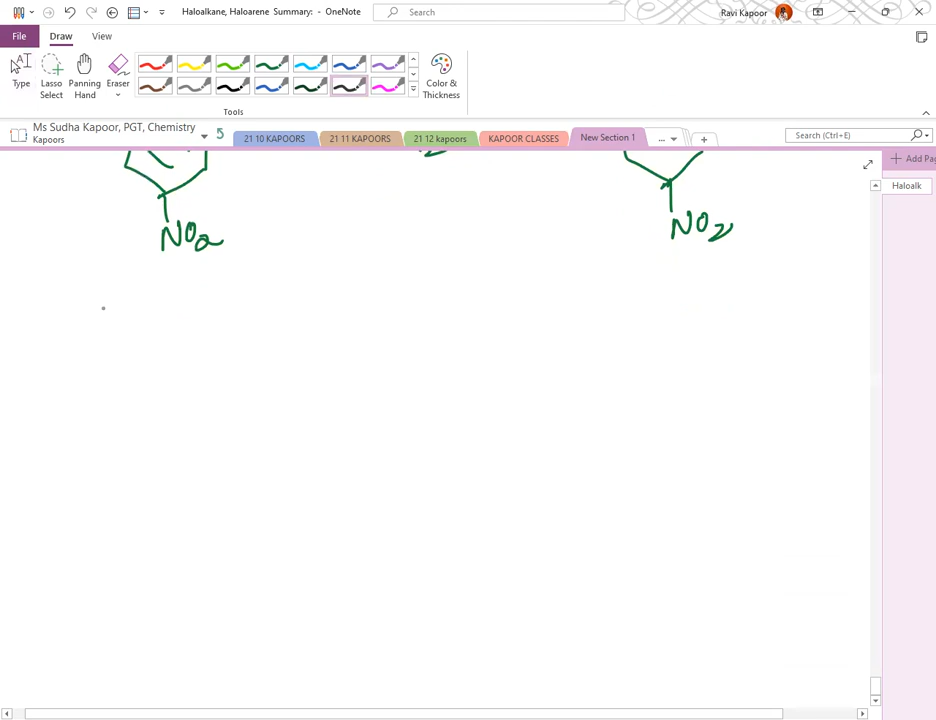 Haloalkane, Haloarene Summary: - OneNote
Search
Ravi Kapoor
File
Draw
View
Type
Lasso Select
Panning Hand
Eraser
Color & Thickness
Tools
Ms Sudha Kapoor, PGT, Chemistry
Kapoors
21 10 KAPOORS
21 11 KAPOORS
21 12 kapoors
KAPOOR CLASSES
New Section 1
...
Search (Ctrl+E)
Add Pag
Haloalk
NO2
NO2